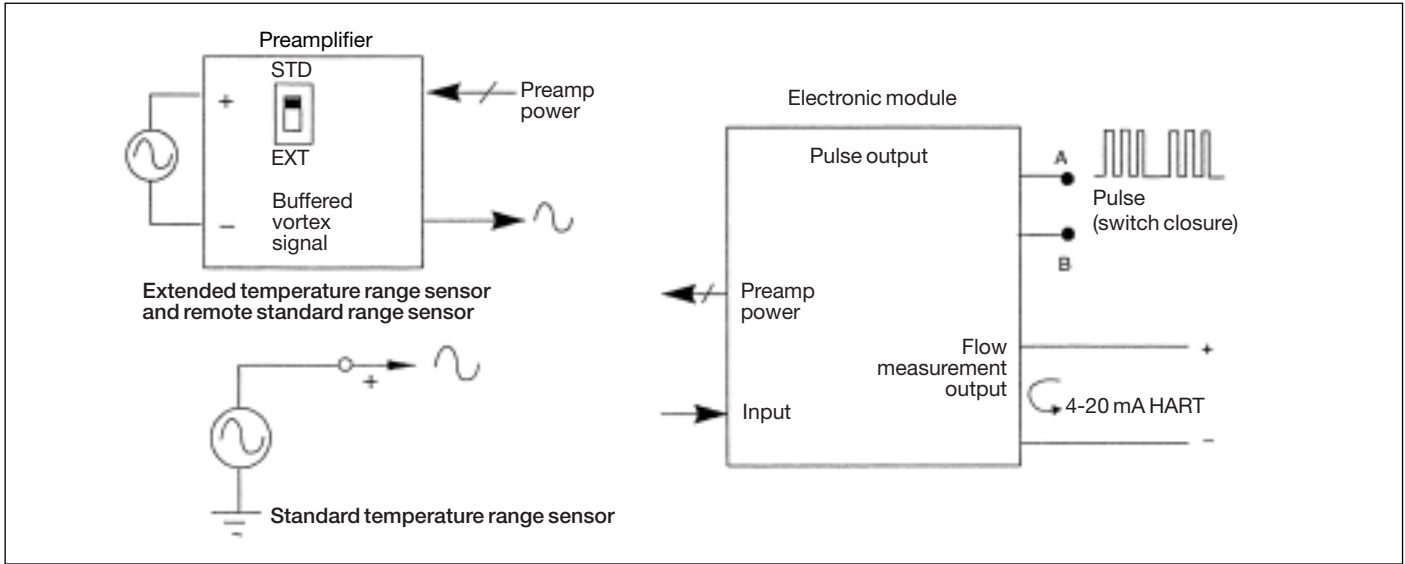 Preamplifier
STD
+
EXT
Preamp
power
Buffered
vortex
signal
−
Extended temperature range sensor
and remote standard range sensor
+
Standard temperature range sensor
Electronic module
Pulse output
A
Pulse
(switch closure)
B
Preamp
power
Flow
measurement
output
+
4-20 mA HART
Input
−